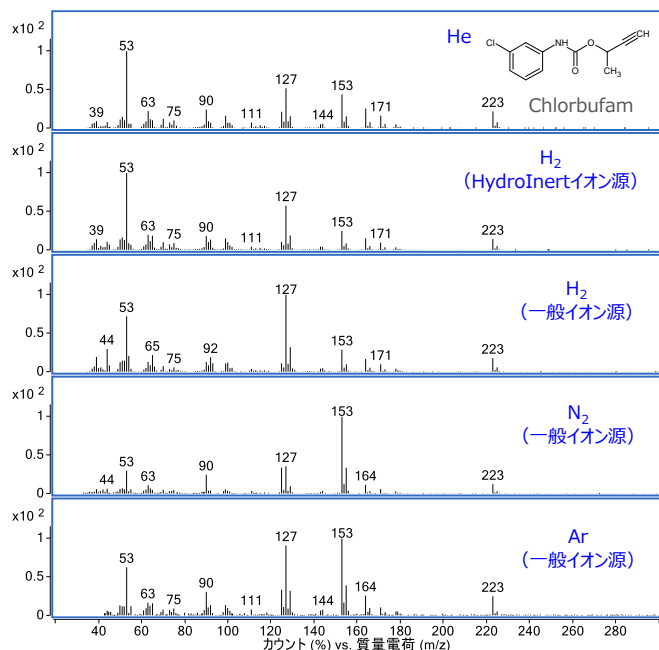 x10 2
1
0.5
0
39
53
63
75
90
111
127
144
153
171
223
He
Cl
NH
O
O
CH
CH3
Chlorbufam
x10 2
1
0.5
0
39
53
63
75
90
111
127
153
171
223
H2
（HydroInertイオン源）
x10 2
1
0.5
0
44
53
65
75
92
127
153
171
223
H2
（一般イオン源）
x10 2
1
0.5
0
44
53
63
90
127
153
164
223
N2
（一般イオン源）
x10 2
1
0.5
0
53
63
75
90
111
127
144
153
164
223
Ar
（一般イオン源）
40 60 80 100 120 140 160 180 200 220 240 260 280
カウント (%) vs. 質量電荷 (m/z)